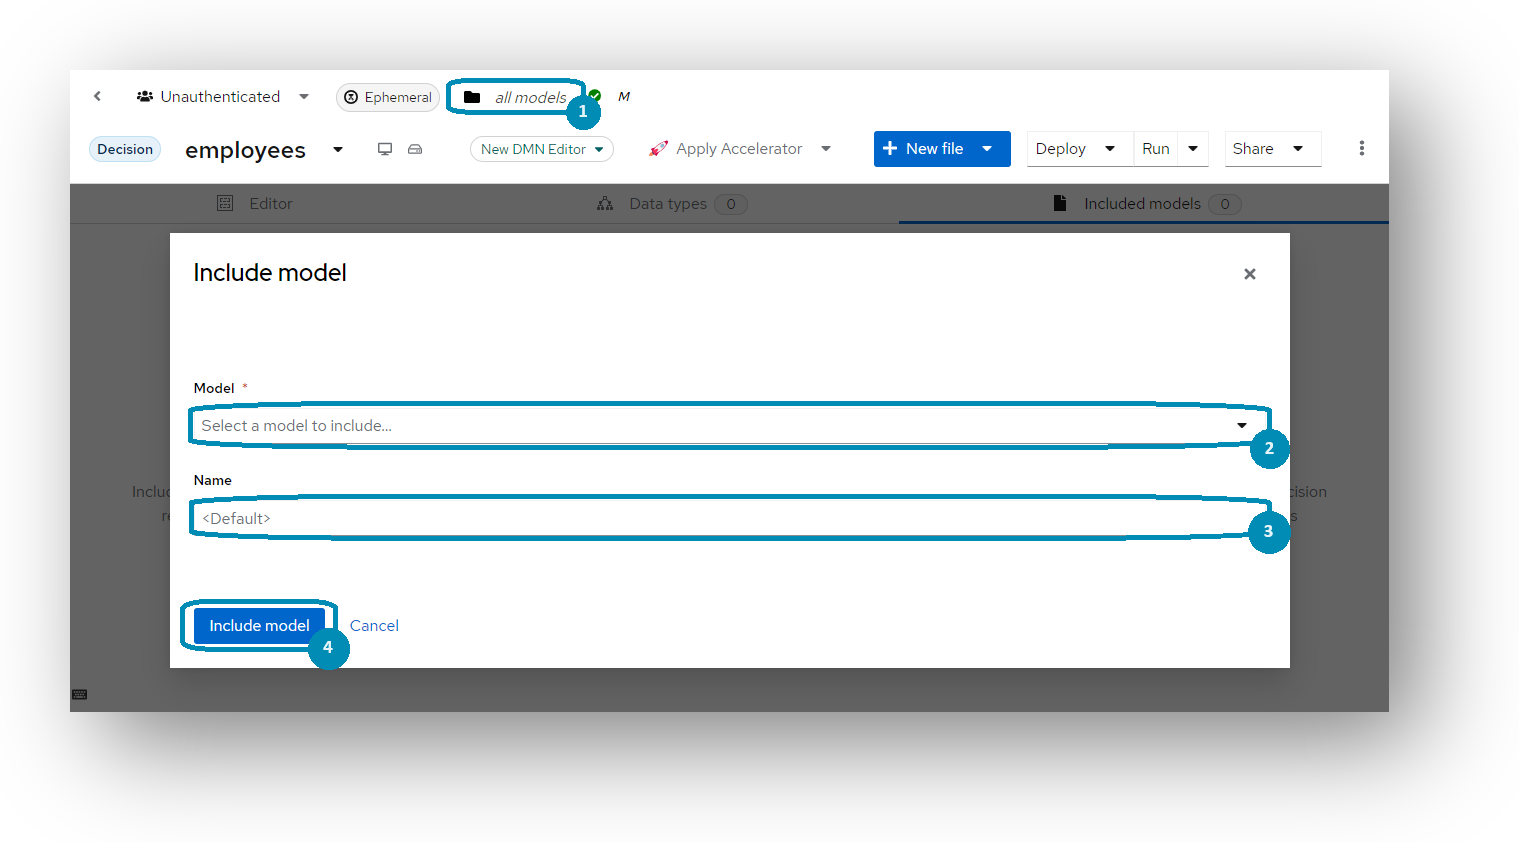 Unauthenticated
Ephemeral
all models
1
M
Decision
employees
New DMN Editor
Apply Accelerator
New file
Deploy
Run
Share
Editor
Data types 0
Included models 0
Include model
Model *
Select a model to include...
2
Name
<Default>
3
Include model
4
Cancel